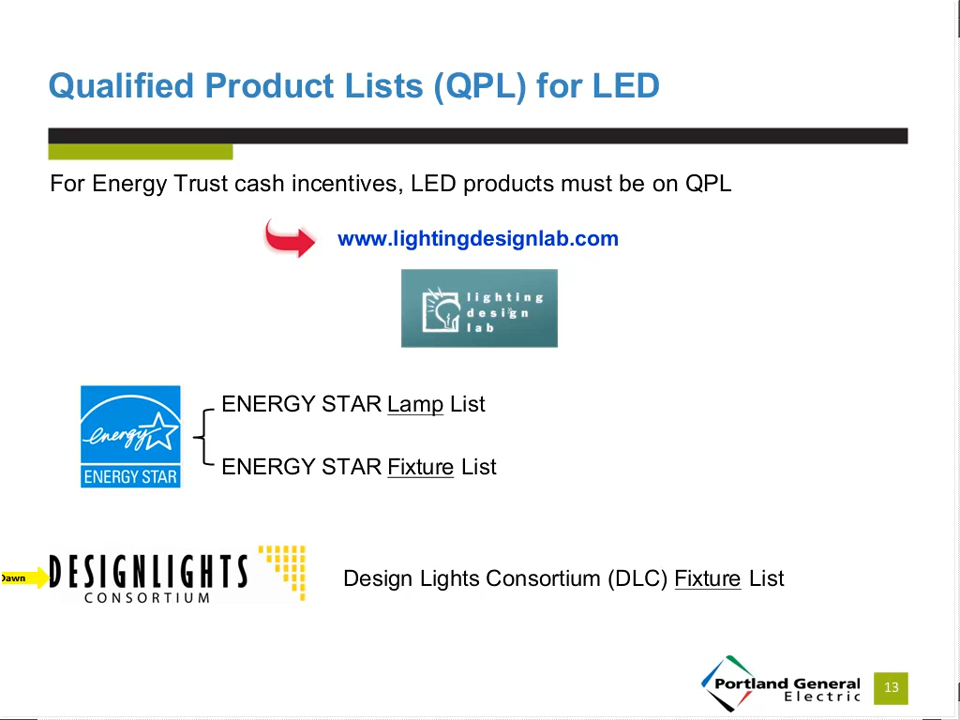 Qualified Product Lists (QPL) for LED
For Energy Trust cash incentives, LED products must be on QPL
www.lightingdesignlab.com
lighting
design
lab
energy
ENERGY STAR
ENERGY STAR Lamp List
ENERGY STAR Fixture List
Dawn
DESIGNLIGHTS
CONSORTIUM
Design Lights Consortium (DLC) Fixture List
Portland General
Electric
13